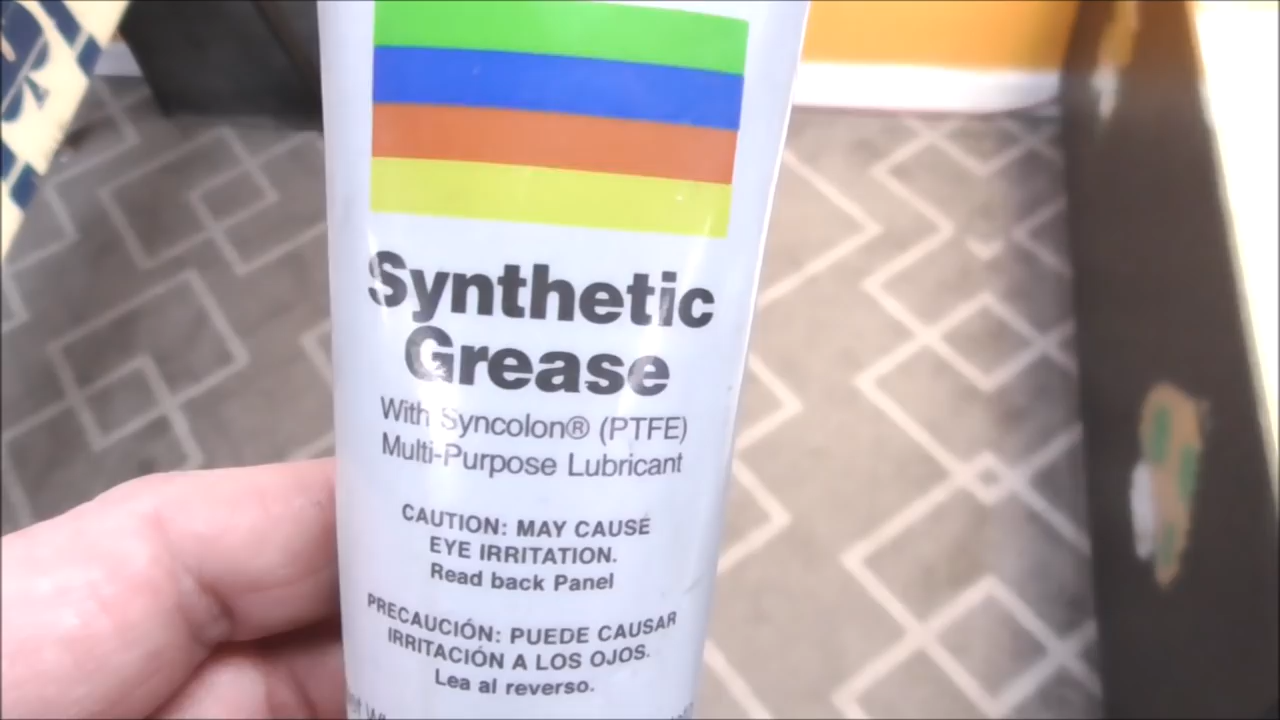 Synthetic
Grease
With Syncolon® (PTFE)
Multi-Purpose Lubricant
CAUTION: MAY CAUSE
EYE IRRITATION.
Read back Panel
PRECAUCIÓN: PUEDE CAUSAR
IRRITACIÓN A LOS OJOS.
Lea al reverso.